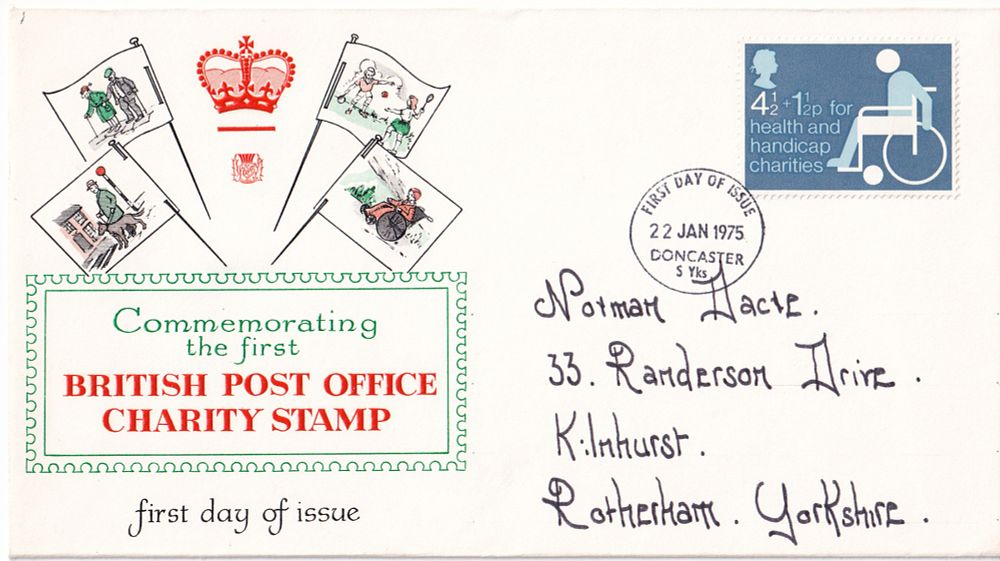 4½+1½p for
health and
handicap
charities
FIRST DAY OF ISSUE
22 JAN 1975
DONCASTER
S Yks
Commemorating
the first
BRITISH POST OFFICE
CHARITY STAMP
first day of issue
Norman
33. Randerson Drive.
Kilnhurst.
Rotherham. Yorkshire.